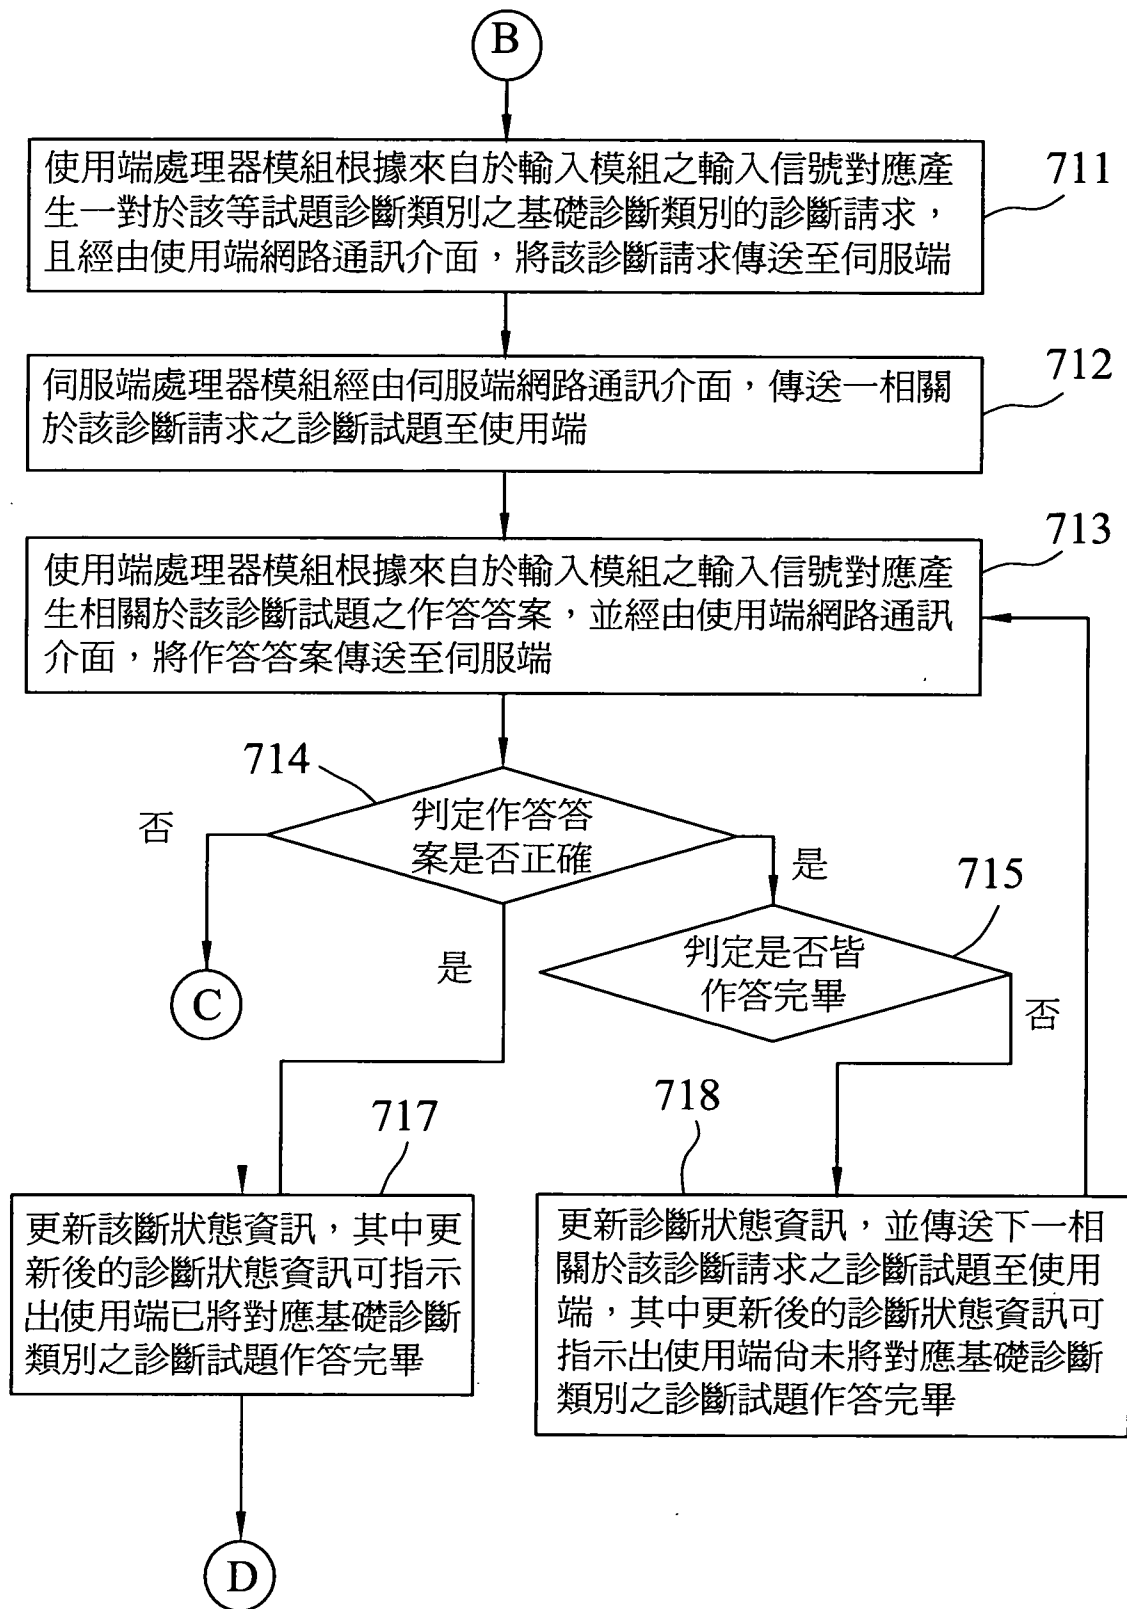 B
使用端處理器模組根據來自於輸入模組之輸入信號對應產
生一對於該等試題診斷類別之基礎診斷類別的診斷請求，
且經由使用端網路通訊介面，將該診斷請求傳送至伺服端
711
伺服端處理器模組經由伺服端網路通訊介面，傳送一相關
於該診斷請求之診斷試題至使用端
712
使用端處理器模組根據來自於輸入模組之輸入信號對應產
生相關於該診斷試題之作答答案，並經由使用端網路通訊
介面，將作答答案傳送至伺服端
713
714
判定作答答
案是否正確
否
是
是
C
715
判定是否皆
作答完畢
否
717
更新該斷狀態資訊，其中更
新後的診斷狀態資訊可指示
出使用端已將對應基礎診斷
類別之診斷試題作答完畢
718
更新診斷狀態資訊，並傳送下一相
關於該診斷請求之診斷試題至使用
端，其中更新後的診斷狀態資訊可
指示出使用端尚未將對應基礎診斷
類別之診斷試題作答完畢
D